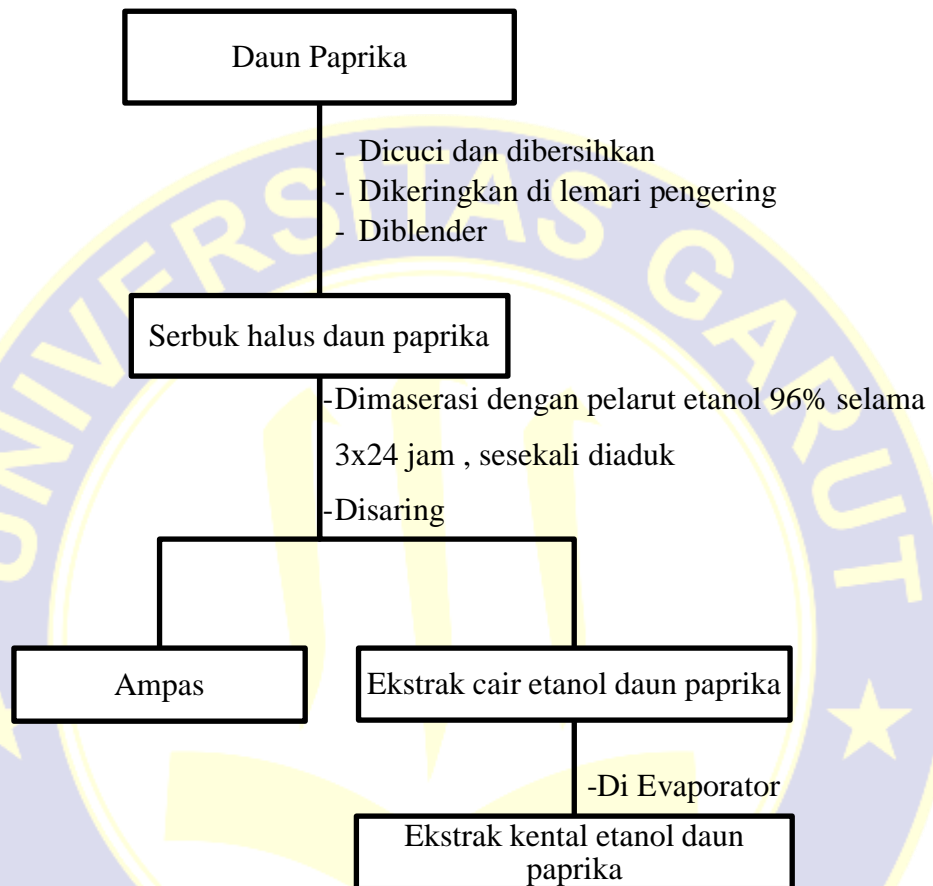 Daun Paprika
- Dicuci dan dibersihkan
- Dikeringkan di lemari pengering
- Diblender
Serbuk halus daun paprika
-Dimaserasi dengan pelarut etanol 96% selama
3x24 jam , sesekali diaduk
-Disaring
Ampas
Ekstrak cair etanol daun paprika
-Di Evaporator
Ekstrak kental etanol daun
paprika
UNIVERSITAS GARUT